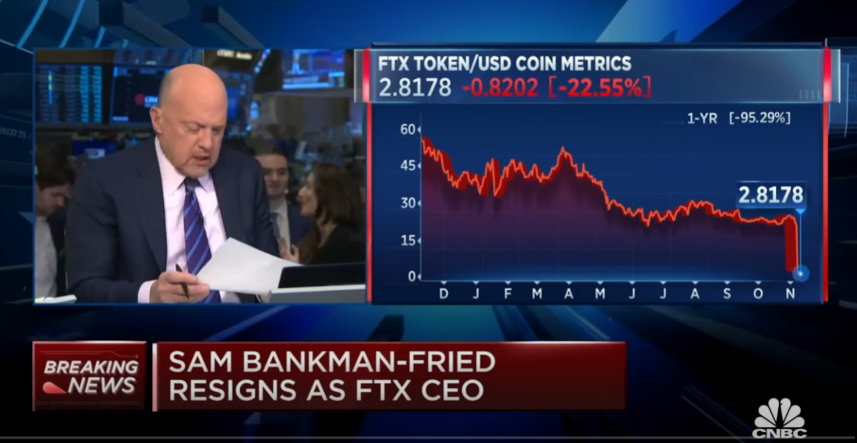 FTX TOKEN/USD COIN METRICS
2.8178 -0.8202 [-22.55%]
1-YR [-95.29%]
60
45
30
15
0
2.8178
D J F M A M J J A S O N
BREAKING
NEWS
SAM BANKMAN-FRIED
RESIGNS AS FTX CEO
CNBC